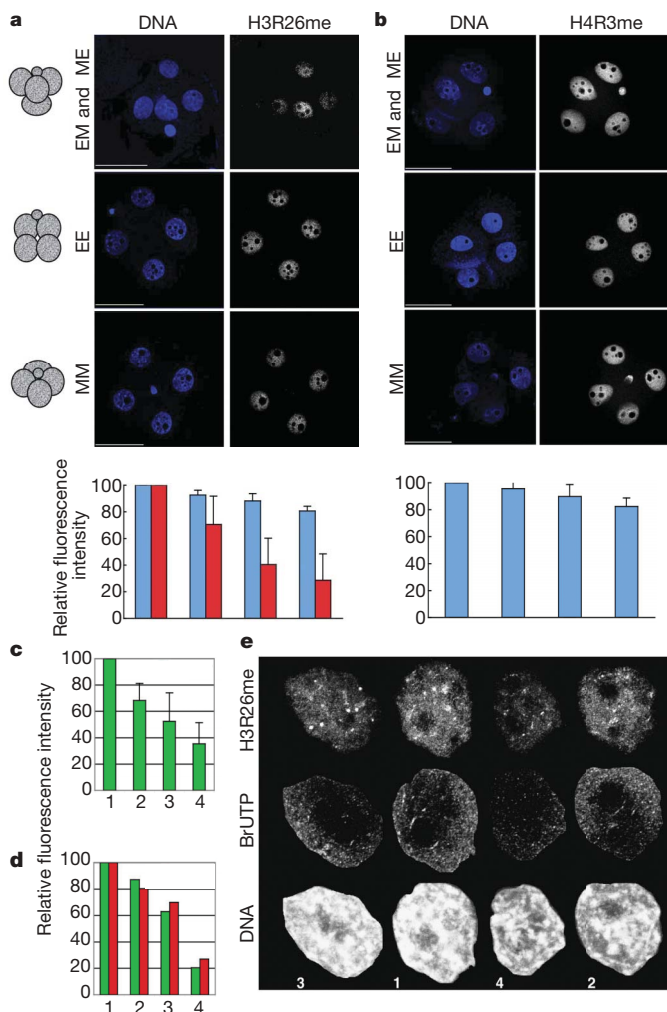 a
DNA
H3R26me
EM and ME
EE
MM
Relative fluorescence
intensity
100
80
60
40
20
0
b
DNA
H4R3me
EM and ME
EE
MM
100
80
60
40
20
0
c
Relative fluorescence intensity
100
80
60
40
20
0
1 2 3 4
d
100
80
60
40
20
0
1 2 3 4
e
H3R26me
BrUTP
DNA
3 1 4 2